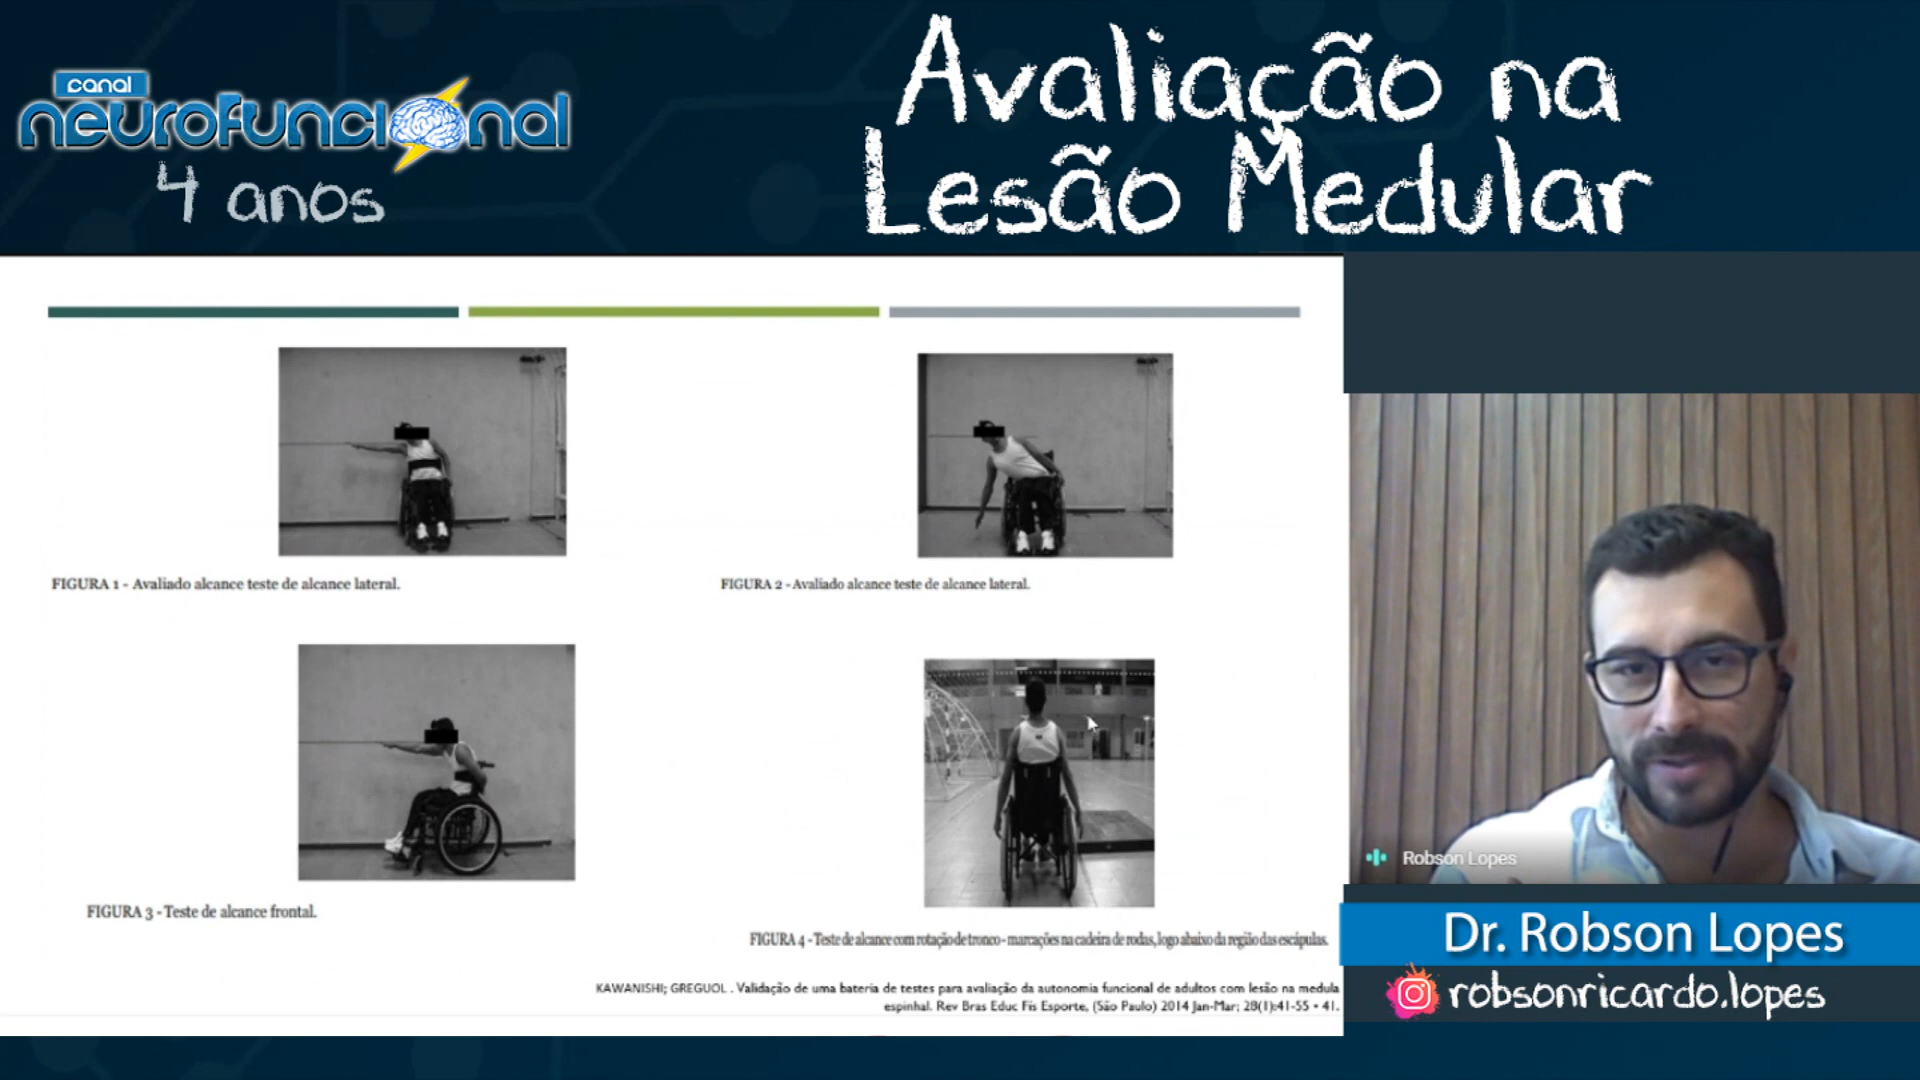 canal
neurofuncional
4 anos
Avaliação na
Lesão Medular
FIGURA 1 - Avaliado alcance teste de alcance lateral.
FIGURA 2 - Avaliado alcance teste de alcance lateral.
FIGURA 3 - Teste de alcance frontal.
FIGURA 4 - Teste de alcance com rotação de tronco - marcações na cadeira de rodas, logo abaixo da região das escápulas.
KAWANISHI; GREGUOL . Validação de uma bateria de testes para avaliação da autonomia funcional de adultos com lesão na medula
espinhal. Rev Bras Educ Fís Esporte, (São Paulo) 2014 Jan-Mar; 28(1):41-55 • 41.
Robson Lopes
Dr. Robson Lopes
robsonricardo.lopes